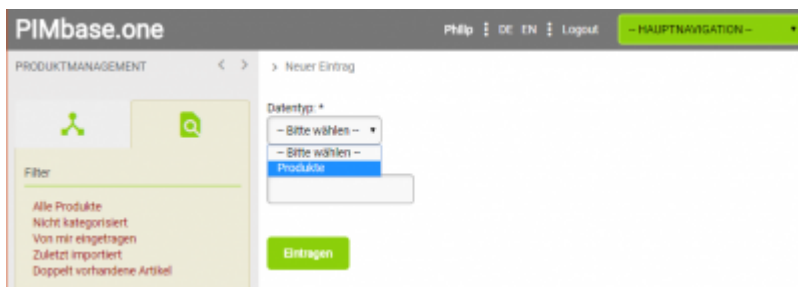 PIMbase.one
Philip ⋮ DE EN ⋮ Logout
-- HAUPTNAVIGATION --
PRODUKTMANAGEMENT < >
> Neuer Eintrag
Datentyp: *
-- Bitte wählen --
-- Bitte wählen --
Produkte
Filter
Alle Produkte
Nicht kategorisiert
Von mir eingetragen
Zuletzt importiert
Doppelt vorhandene Artikel
Eintragen